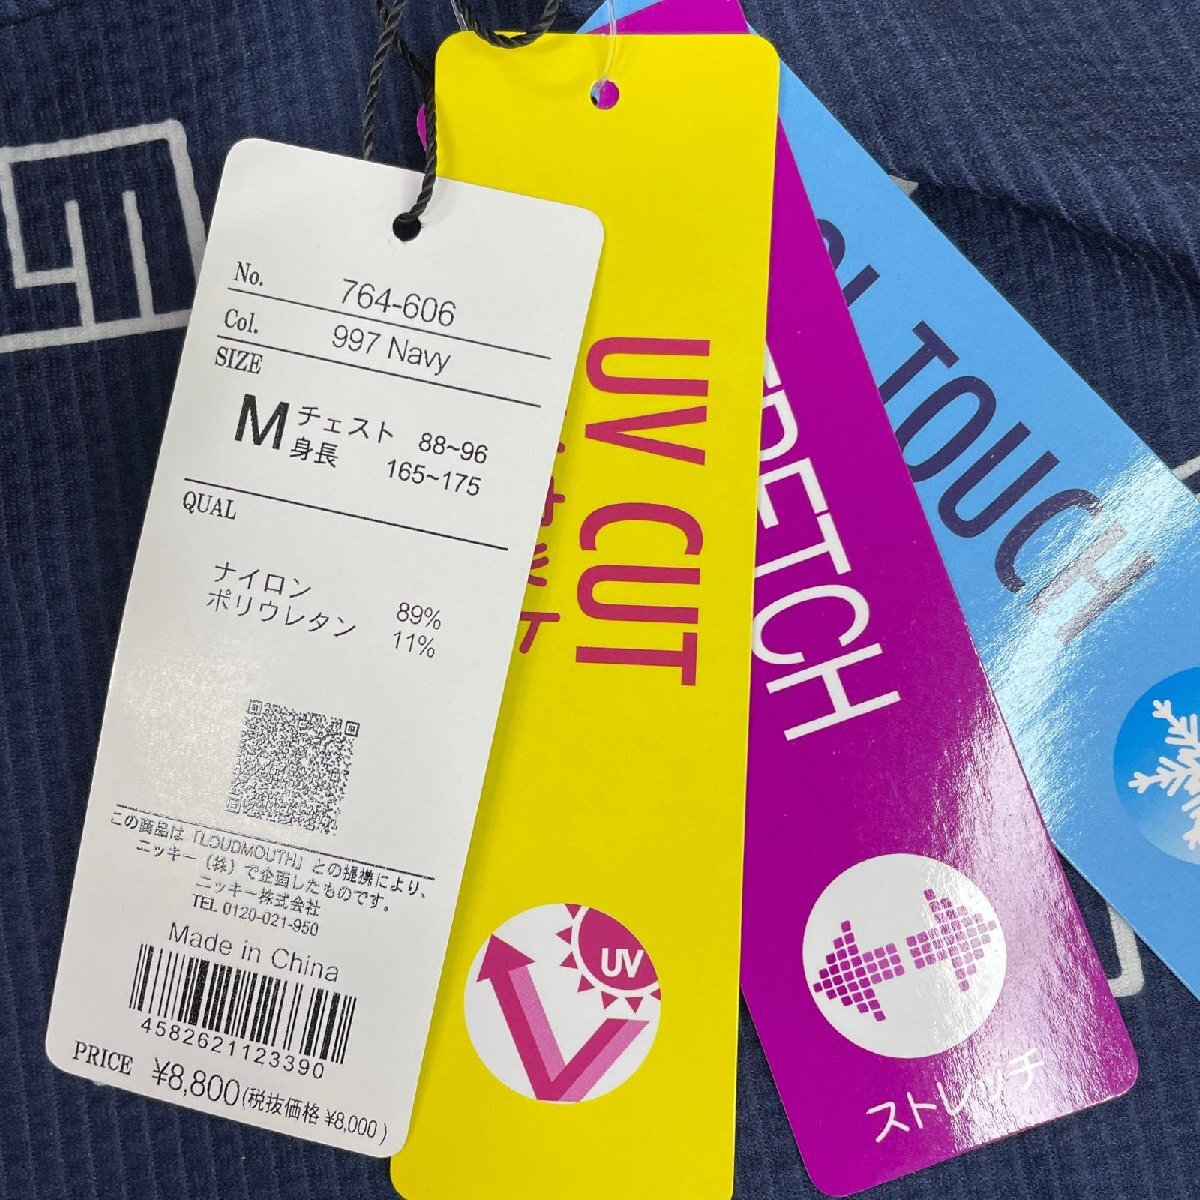 No. 764-606
Col. 997 Navy
SIZE
M チェスト 88~96
身長 165~175
QUAL
ナイロン 89%
ポリウレタン 11%
この商品は「LOUDMOUTH」との提携により、
ニッキー(株)で企画したものです。
ニッキー株式会社
TEL 0120-021-950
Made in China
4582621123390
PRICE ¥8,800(税抜価格 ¥8,000)
UV CUT
UV
RETCH
ストレッチ
TOUCH